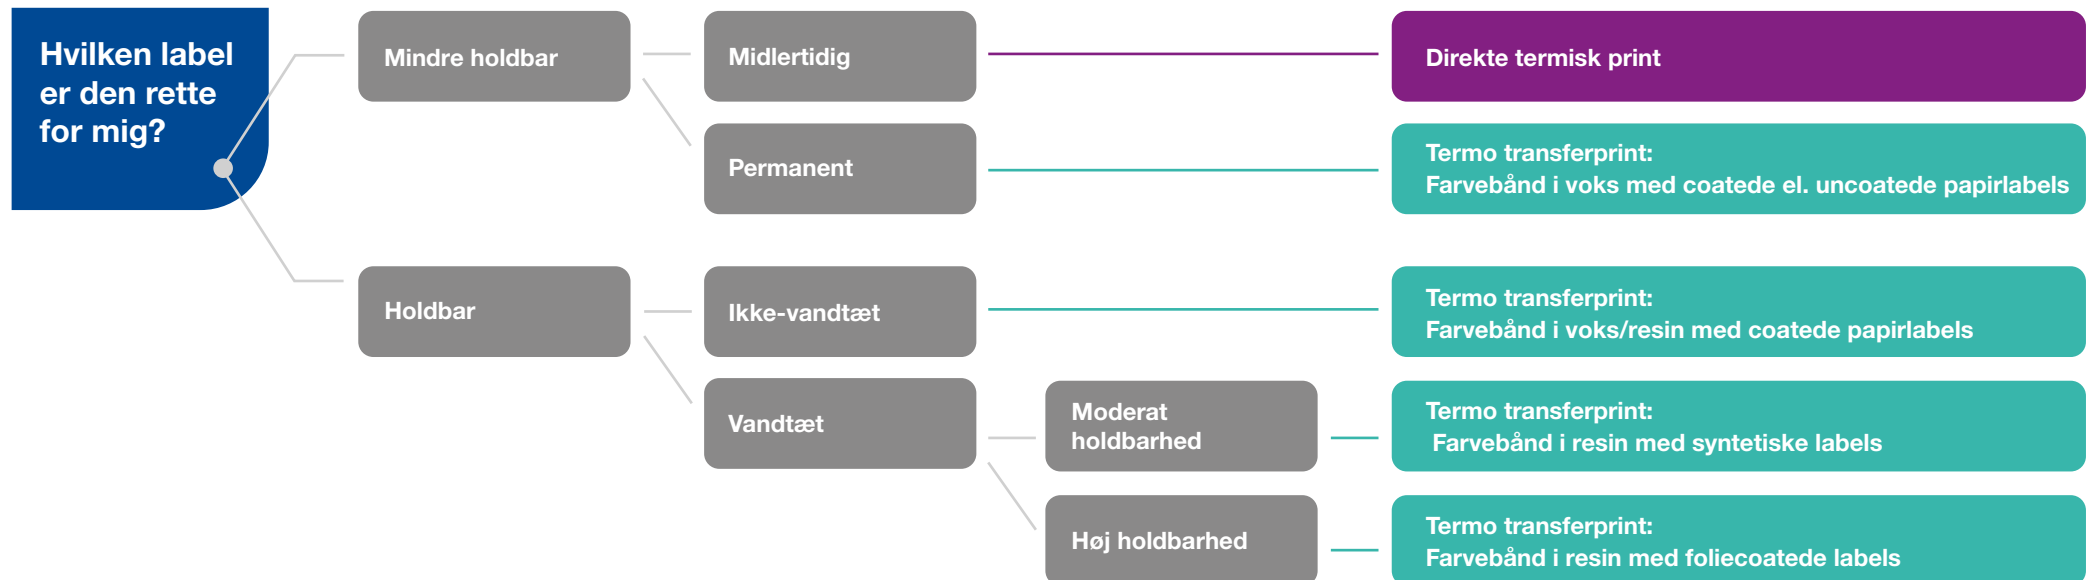 Hvilken label
er den rette
for mig?
Mindre holdbar
Midlertidig
Direkte termisk print
Permanent
Termo transferprint:
Farvebånd i voks med coatede el. uncoatede papirlabels
Holdbar
Ikke-vandtæt
Termo transferprint:
Farvebånd i voks/resin med coatede papirlabels
Vandtæt
Moderat
holdbarhed
Termo transferprint:
Farvebånd i resin med syntetiske labels
Høj holdbarhed
Termo transferprint:
Farvebånd i resin med foliecoatede labels